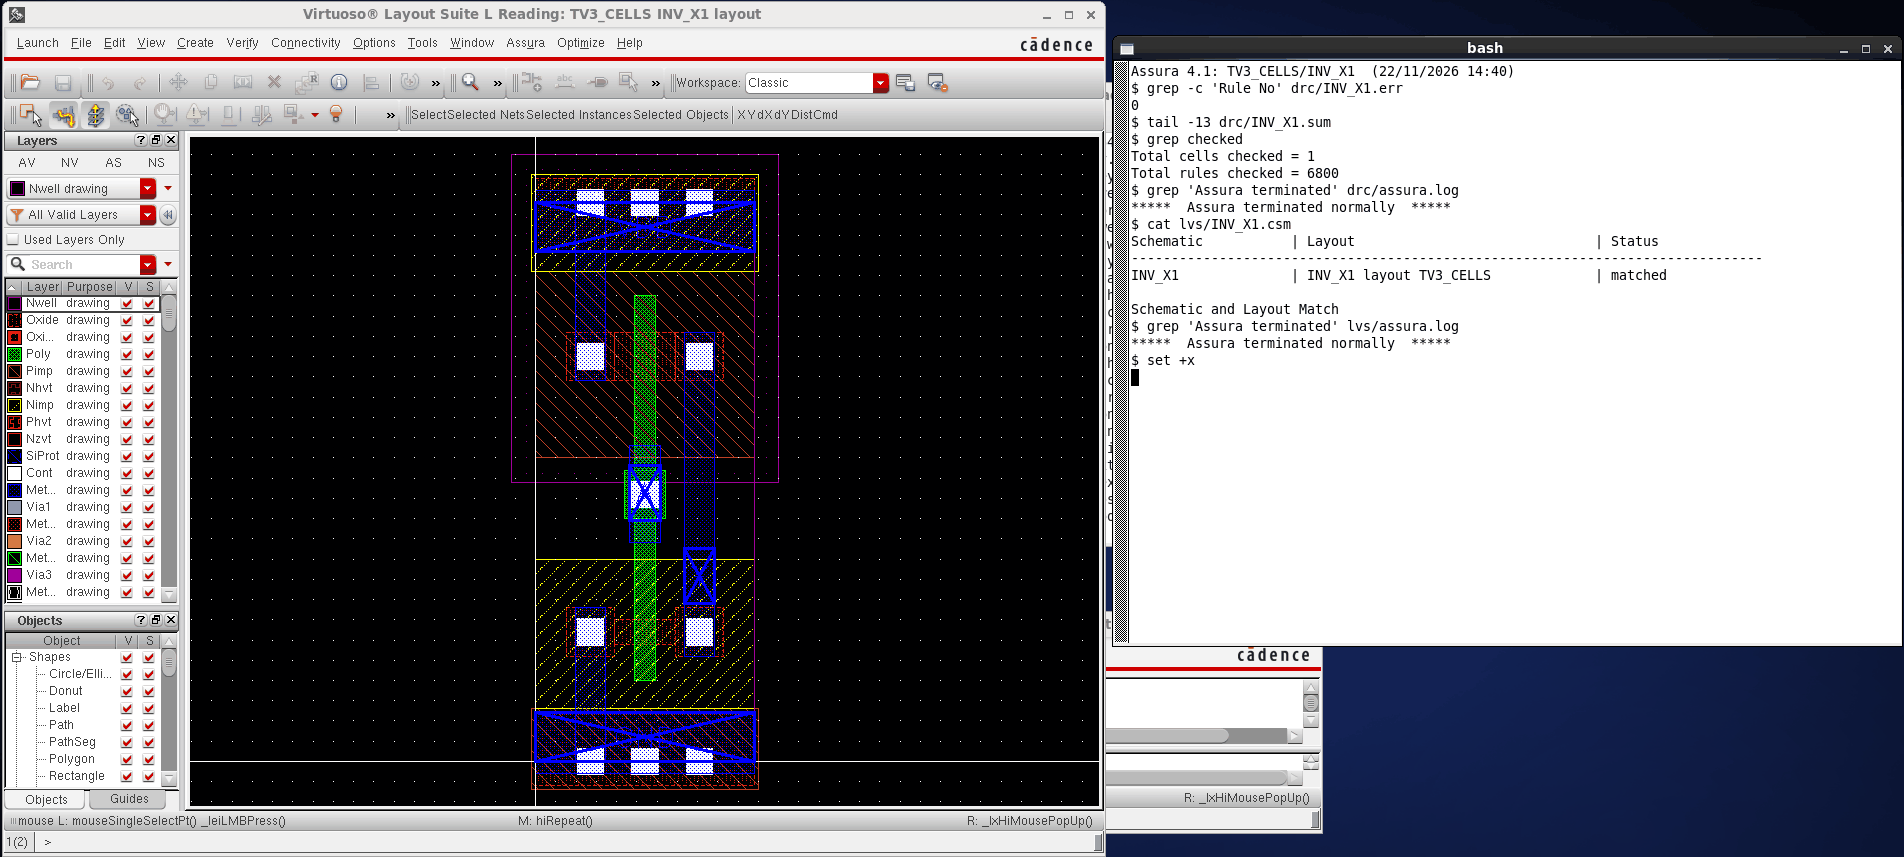 Virtuoso® Layout Suite L Reading: TV3_CELLS INV_X1 layout
Launch File Edit View Create Verify Connectivity Options Tools Window Assura Optimize Help
cādence
Workspace: Classic
SelectSelected NetsSelected InstancesSelected Objects X Y dX dY Dist Cmd
Layers
AV NV AS NS
Nwell drawing
All Valid Layers
Used Layers Only
Search
Layer Purpose V S
Nwell drawing
Oxide drawing
Oxi... drawing
Poly drawing
Pimp drawing
Nhvt drawing
Nimp drawing
Phvt drawing
Nzvt drawing
SiProt drawing
Cont drawing
Met... drawing
Via1 drawing
Met... drawing
Via2 drawing
Met... drawing
Via3 drawing
Met... drawing
Objects
Object V S
Shapes
Circle/Elli...
Donut
Label
Path
PathSeg
Polygon
Rectangle
Objects Guides
mouse L: mouseSingleSelectPt() _leiLMBPress() M: hiRepeat() R: _lxHiMousePopUp()
1(2) >
bash
Assura 4.1: TV3_CELLS/INV_X1 (22/11/2026 14:40)
$ grep -c 'Rule No' drc/INV_X1.err
0
$ tail -13 drc/INV_X1.sum
$ grep checked
Total cells checked = 1
Total rules checked = 6800
$ grep 'Assura terminated' drc/assura.log
***** Assura terminated normally *****
$ cat lvs/INV_X1.csm
Schematic | Layout | Status
-------------------------------------------------------------------------------
INV_X1 | INV_X1 layout TV3_CELLS | matched
Schematic and Layout Match
$ grep 'Assura terminated' lvs/assura.log
***** Assura terminated normally *****
$ set +x
cādence
R: _lxHiMousePopUp()